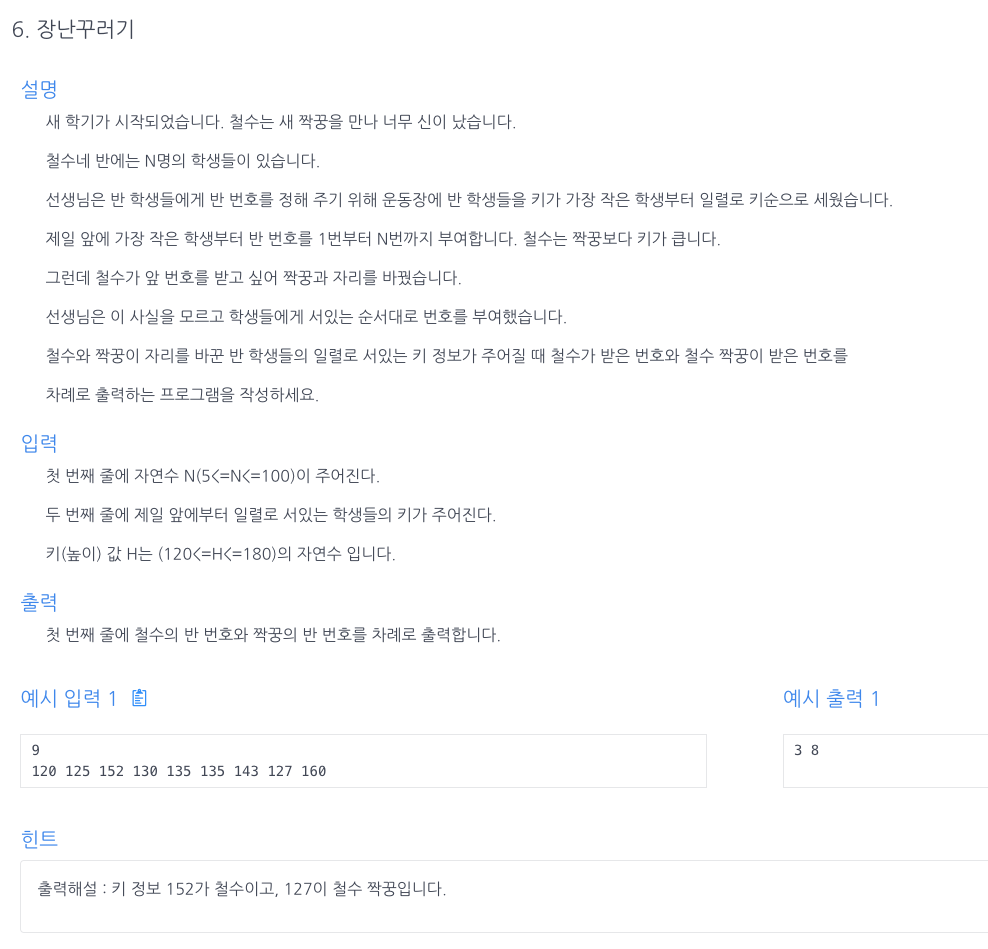 6. 장난꾸러기
설명
새 학기가 시작되었습니다. 철수는 새 짝꿍을 만나 너무 신이 났습니다.
철수네 반에는 N명의 학생들이 있습니다.
선생님은 반 학생들에게 반 번호를 정해 주기 위해 운동장에 반 학생들을 키가 가장 작은 학생부터 일렬로 키순으로 세웠습니다.
제일 앞에 가장 작은 학생부터 반 번호를 1번부터 N번까지 부여합니다. 철수는 짝꿍보다 키가 큽니다.
그런데 철수가 앞 번호를 받고 싶어 짝꿍과 자리를 바꿨습니다.
선생님은 이 사실을 모르고 학생들에게 서있는 순서대로 번호를 부여했습니다.
철수와 짝꿍이 자리를 바꾼 반 학생들의 일렬로 서있는 키 정보가 주어질 때 철수가 받은 번호와 철수 짝꿍이 받은 번호를
차례로 출력하는 프로그램을 작성하세요.
입력
첫 번째 줄에 자연수 N(5<=N<=100)이 주어진다.
두 번째 줄에 제일 앞에부터 일렬로 서있는 학생들의 키가 주어진다.
키(높이) 값 H는 (120<=H<=180)의 자연수 입니다.
출력
첫 번째 줄에 철수의 반 번호와 짝꿍의 반 번호를 차례로 출력합니다.
예시 입력 1
9
120 125 152 130 135 135 143 127 160
예시 출력 1
3 8
힌트
출력해설 : 키 정보 152가 철수이고, 127이 철수 짝꿍입니다.